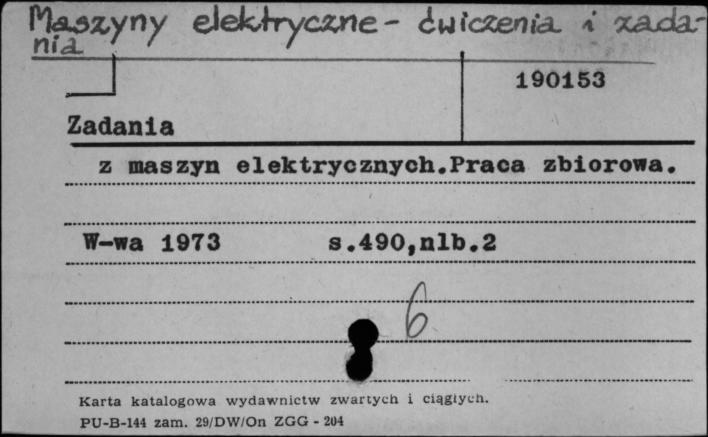 Maszyny elektryczne - ćwiczenia i zada-
nia
190153
Zadania
z maszyn elektrycznych.Praca zbiorowa.
W-wa 1973 s.490,nlb.2
6
Karta katalogowa wydawnictw zwartych i ciągłych.
PU-B-144 zam. 29/DW/On ZGG - 204